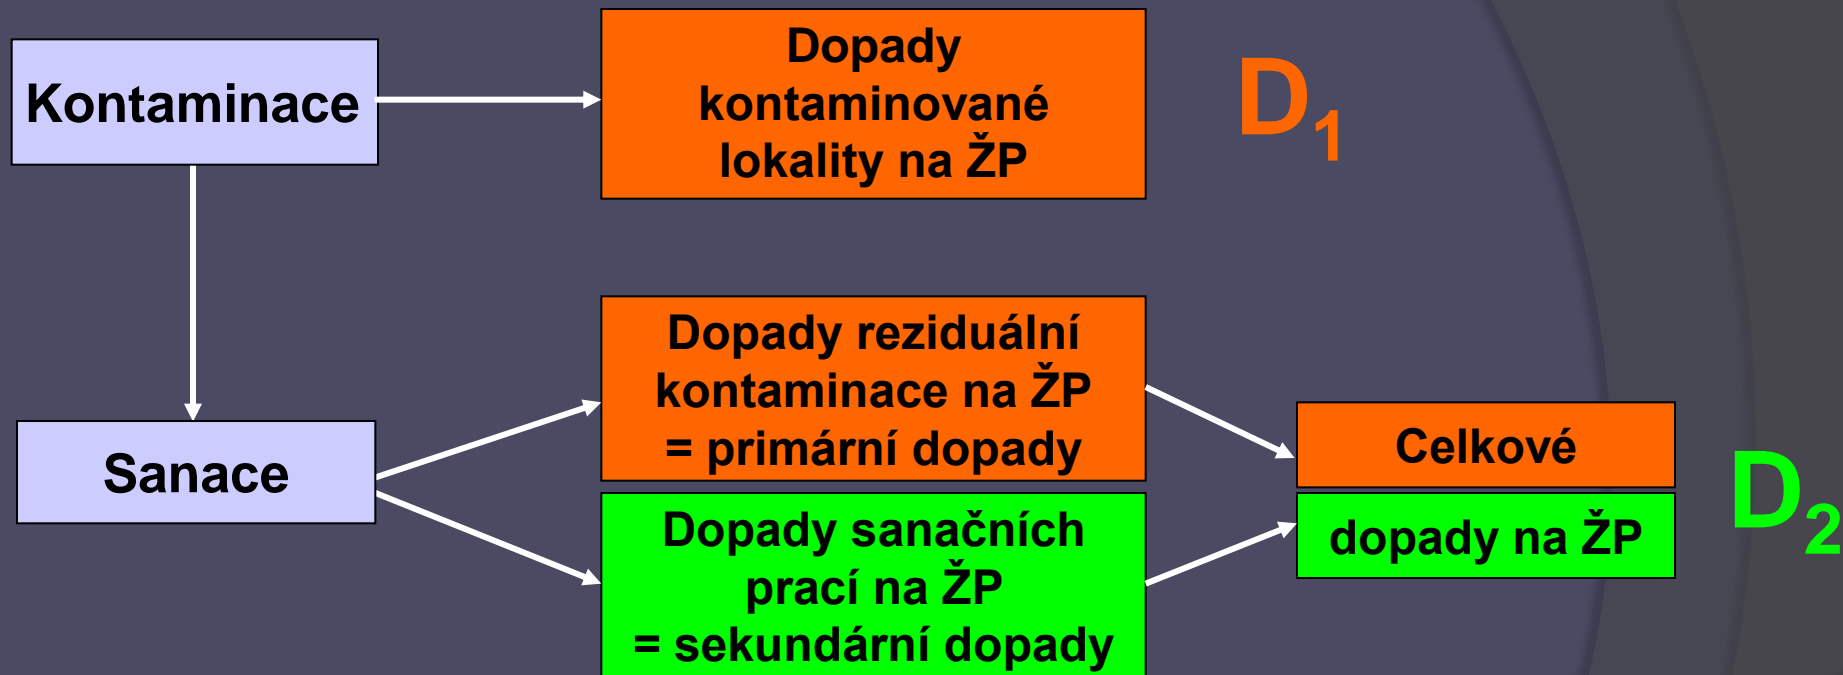 Kontaminace
Dopady
kontaminované
lokality na ŽP
D₁
Sanace
Dopady reziduální
kontaminace na ŽP
= primární dopady
Dopady sanačních
prací na ŽP
= sekundární dopady
Celkové
dopady na ŽP
D₂